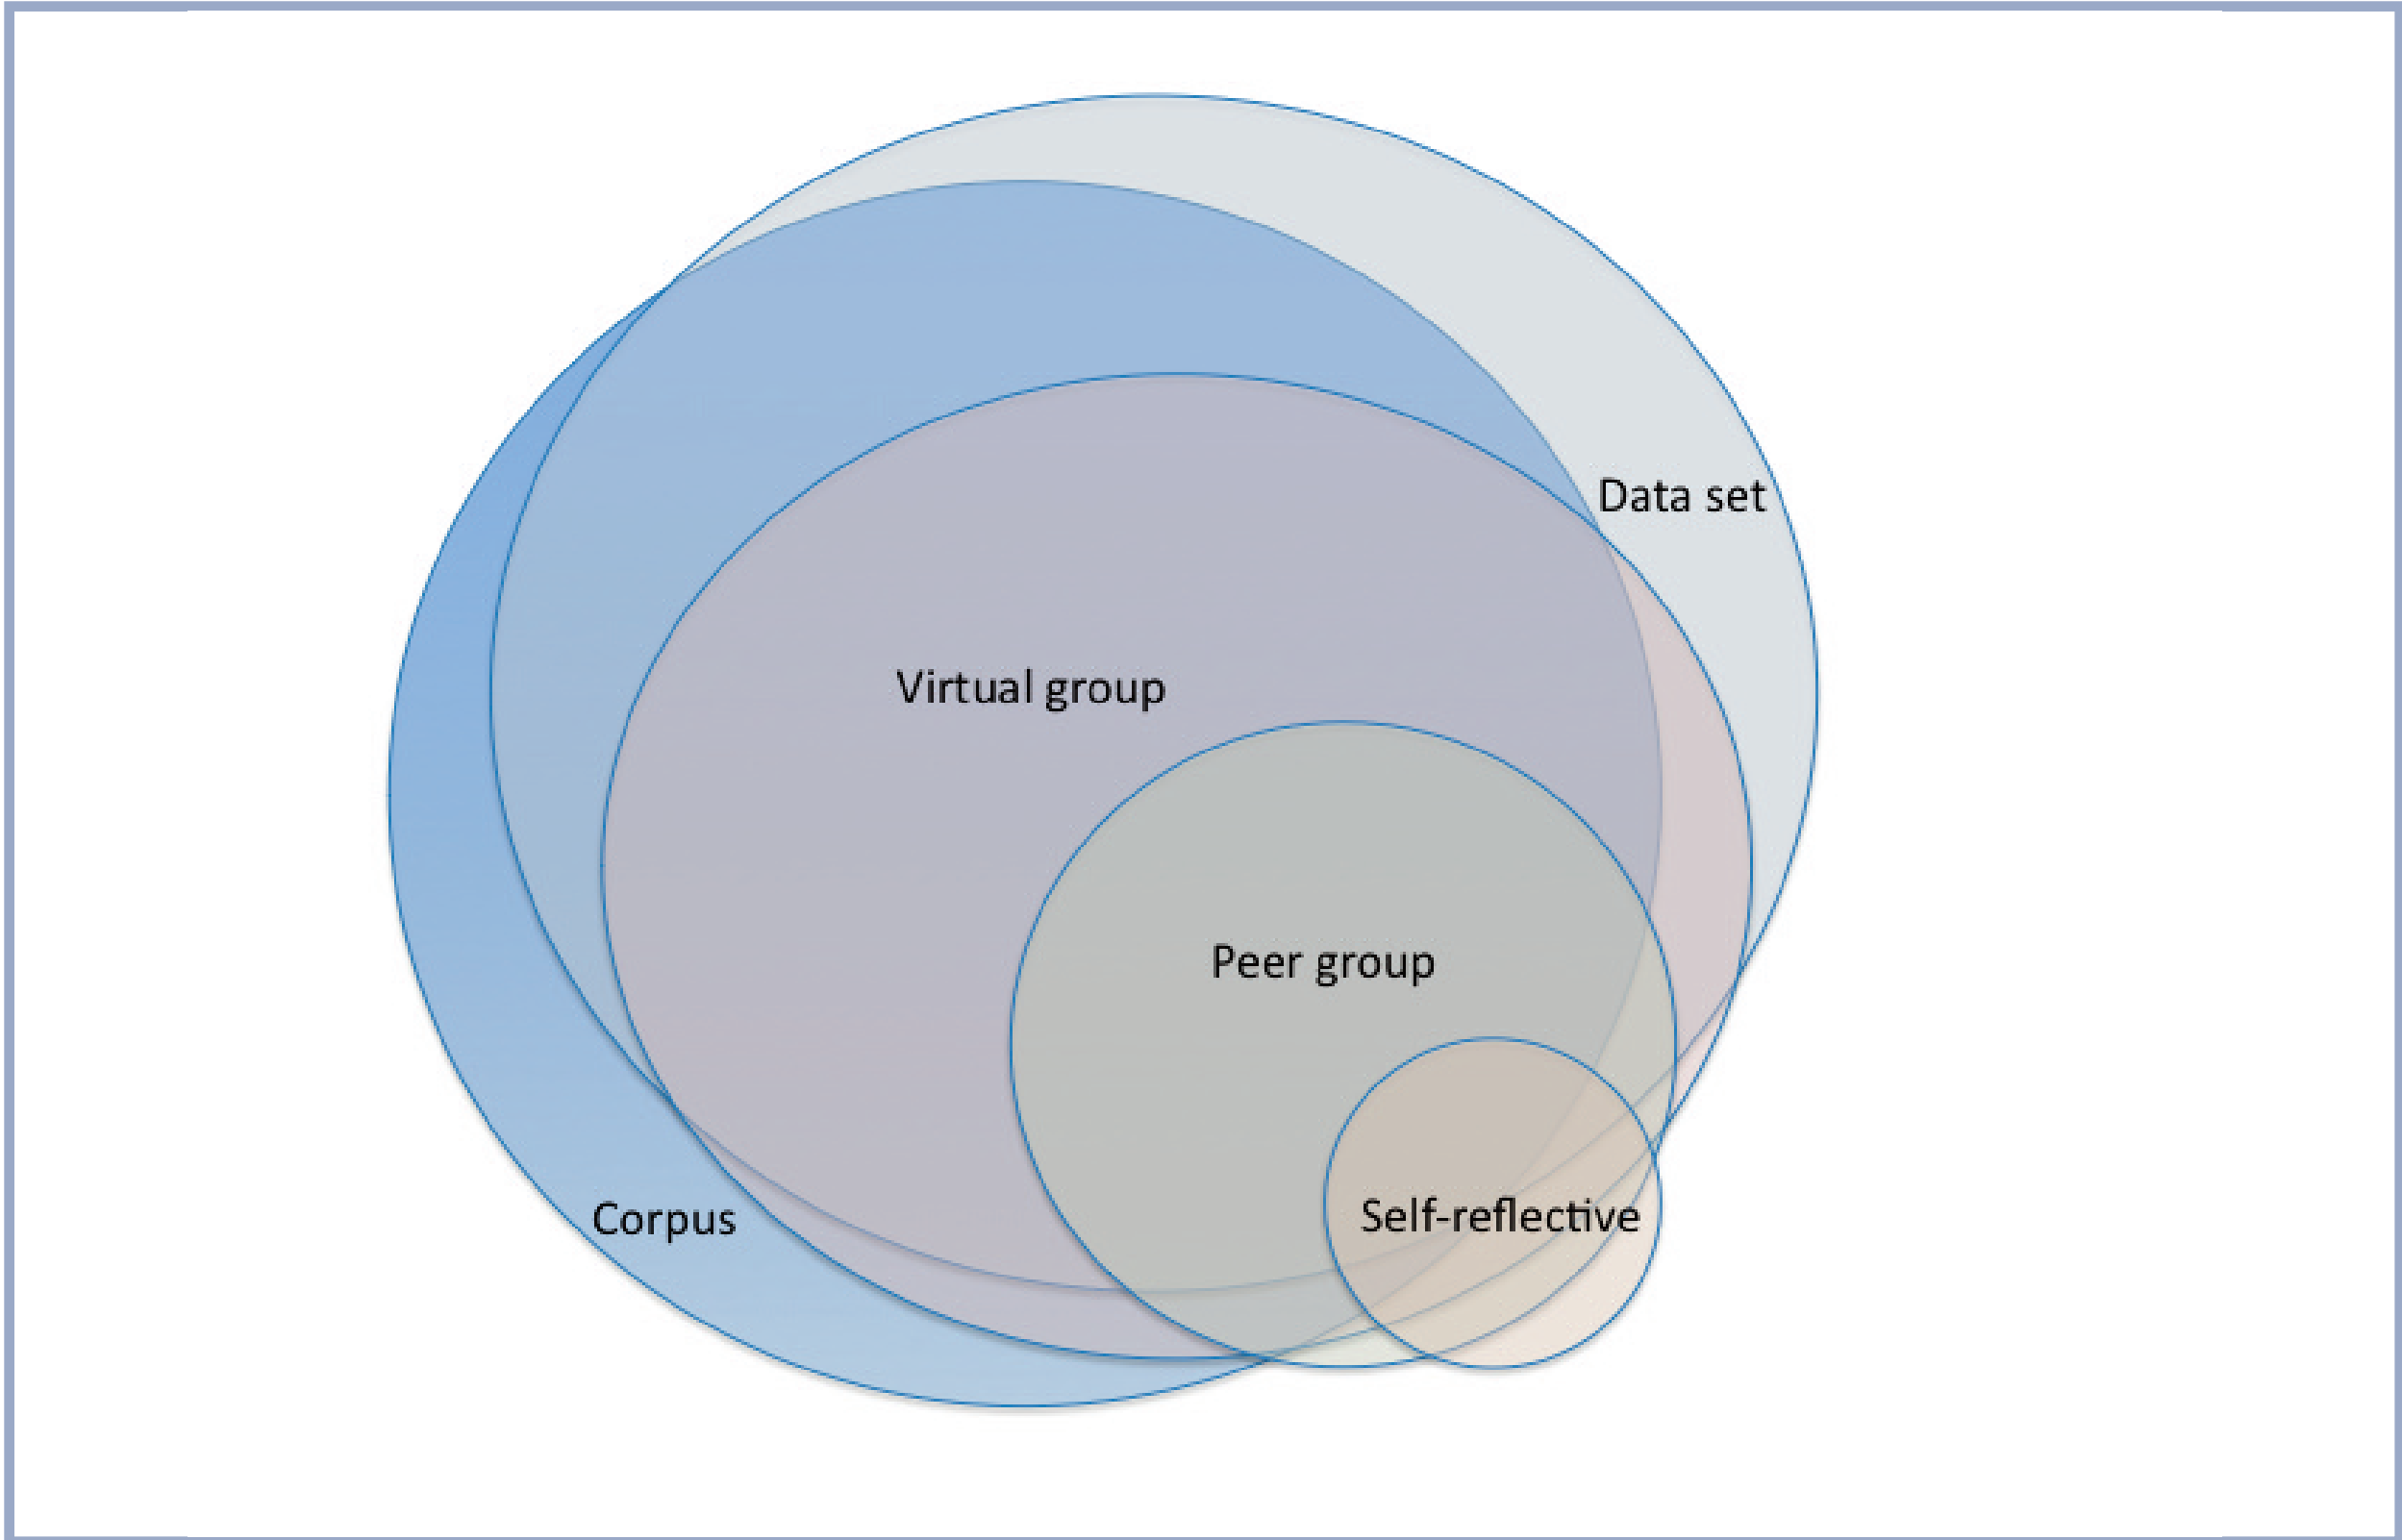 Data set
Virtual group
Peer group
Corpus
Self-reflective